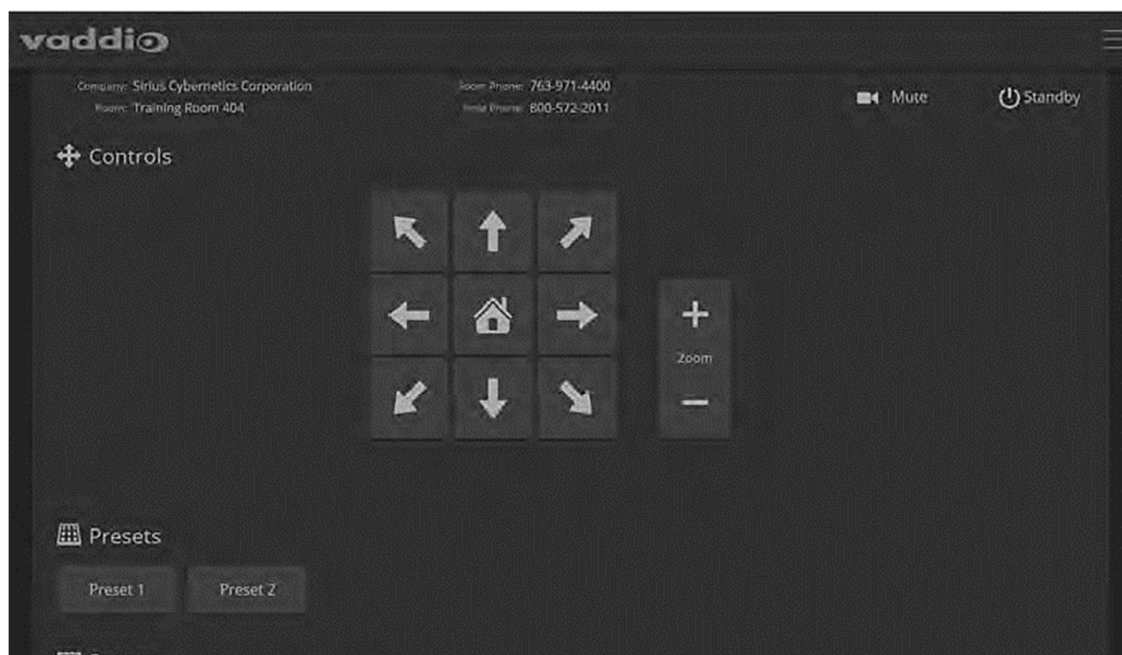 vaddio
Company: Sirius Cybernetics Corporation
Room: Training Room 404
Room Phone: 763-971-4400
Phone: 800-572-2011
Mute
Standby
Controls
Zoom
Presets
Preset 1
Preset 2